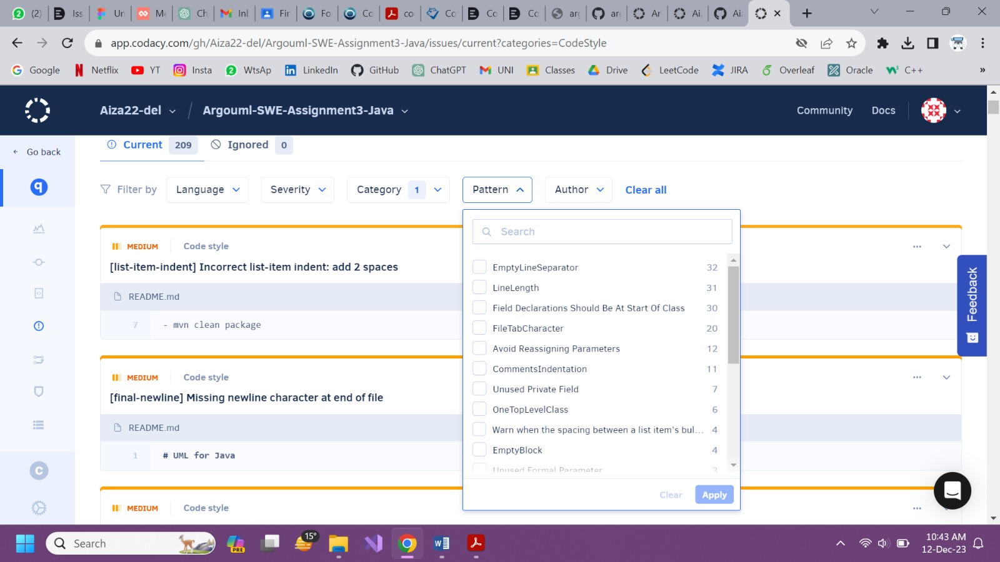 (2) Iss Un Me Ch Inl Fir Fo Co co Co Co Co arg arg Ar Ai: Ai:
app.codacy.com/gh/Aiza22-del/Argouml-SWE-Assignment3-Java/issues/current?categories=CodeStyle
Google Netflix YT Insta 2 WtsAp LinkedIn GitHub ChatGPT UNI Classes Drive LeetCode JIRA Overleaf Oracle C++ »
Aiza22-del / Argouml-SWE-Assignment3-Java Community Docs
Go back Current 209 Ignored 0
Filter by Language Severity Category 1 Pattern Author Clear all
Search
MEDIUM Code style
[list-item-indent] Incorrect list-item indent: add 2 spaces
README.md
7 - mvn clean package
MEDIUM Code style
[final-newline] Missing newline character at end of file
README.md
1 # UML for Java
MEDIUM Code style
EmptyLineSeparator 32
LineLength 31
Field Declarations Should Be At Start Of Class 30
FileTabCharacter 20
Avoid Reassigning Parameters 12
CommentsIndentation 11
Unused Private Field 7
OneTopLevelClass 6
Warn when the spacing between a list item's bul... 4
EmptyBlock 4
Unused Formal Parameter 3
Clear Apply
Feedback
C
Search PRE 15° 10:43 AM
12-Dec-23